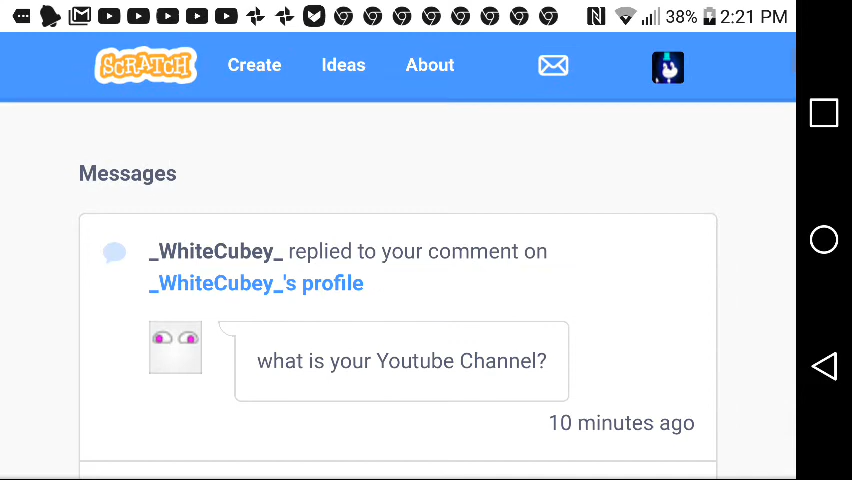 38% 2:21 PM
SCRATCH Create Ideas About
Messages
_WhiteCubey_ replied to your comment on
_WhiteCubey_'s profile
what is your Youtube Channel?
10 minutes ago